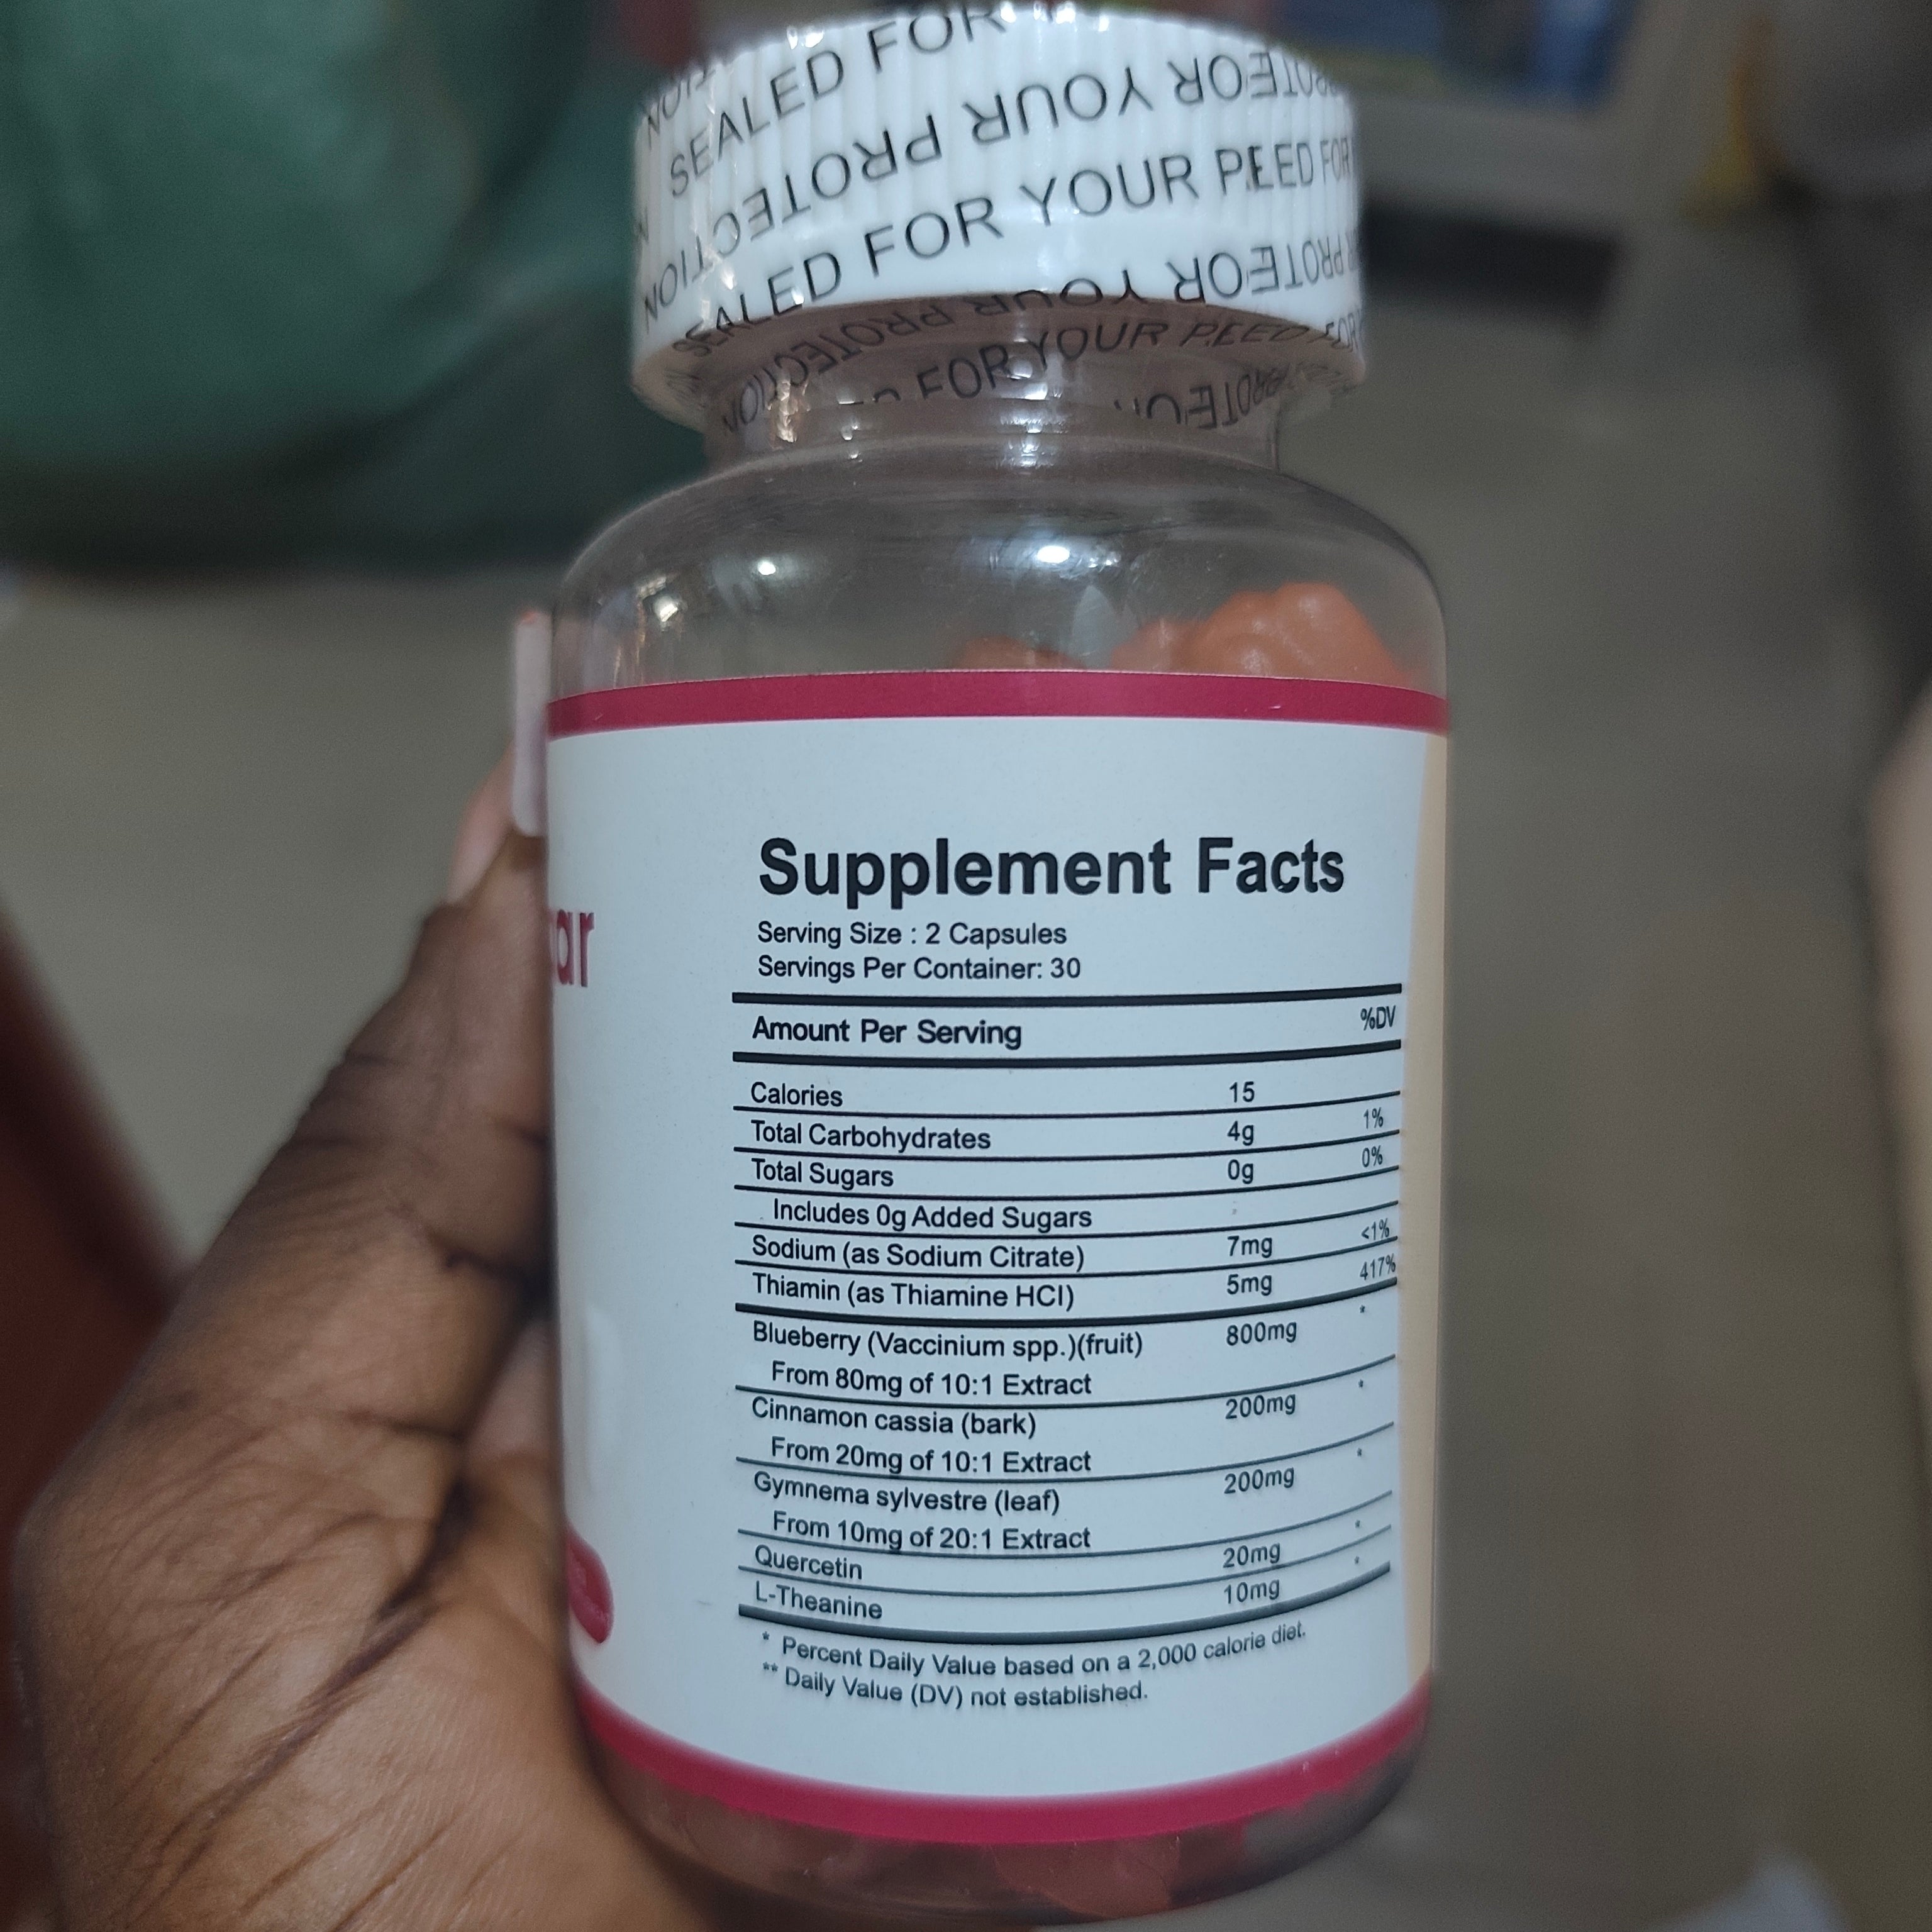 SEALED FOR
NOITCETORP RUOY ROF
SEALED FOR YOUR
FOR YOUR
ar
Supplement Facts
Serving Size : 2 Capsules
Servings Per Container: 30
Amount Per Serving %DV
Calories 15
Total Carbohydrates 4g 1%
Total Sugars 0g 0%
Includes 0g Added Sugars
Sodium (as Sodium Citrate) 7mg <1%
Thiamin (as Thiamine HCl) 5mg 417%
Blueberry (Vaccinium spp.)(fruit) 800mg *
From 80mg of 10:1 Extract
Cinnamon cassia (bark) 200mg *
From 20mg of 10:1 Extract
Gymnema sylvestre (leaf) 200mg *
From 10mg of 20:1 Extract
Quercetin 20mg *
L-Theanine 10mg *
* Percent Daily Value based on a 2,000 calorie diet.
** Daily Value (DV) not established.